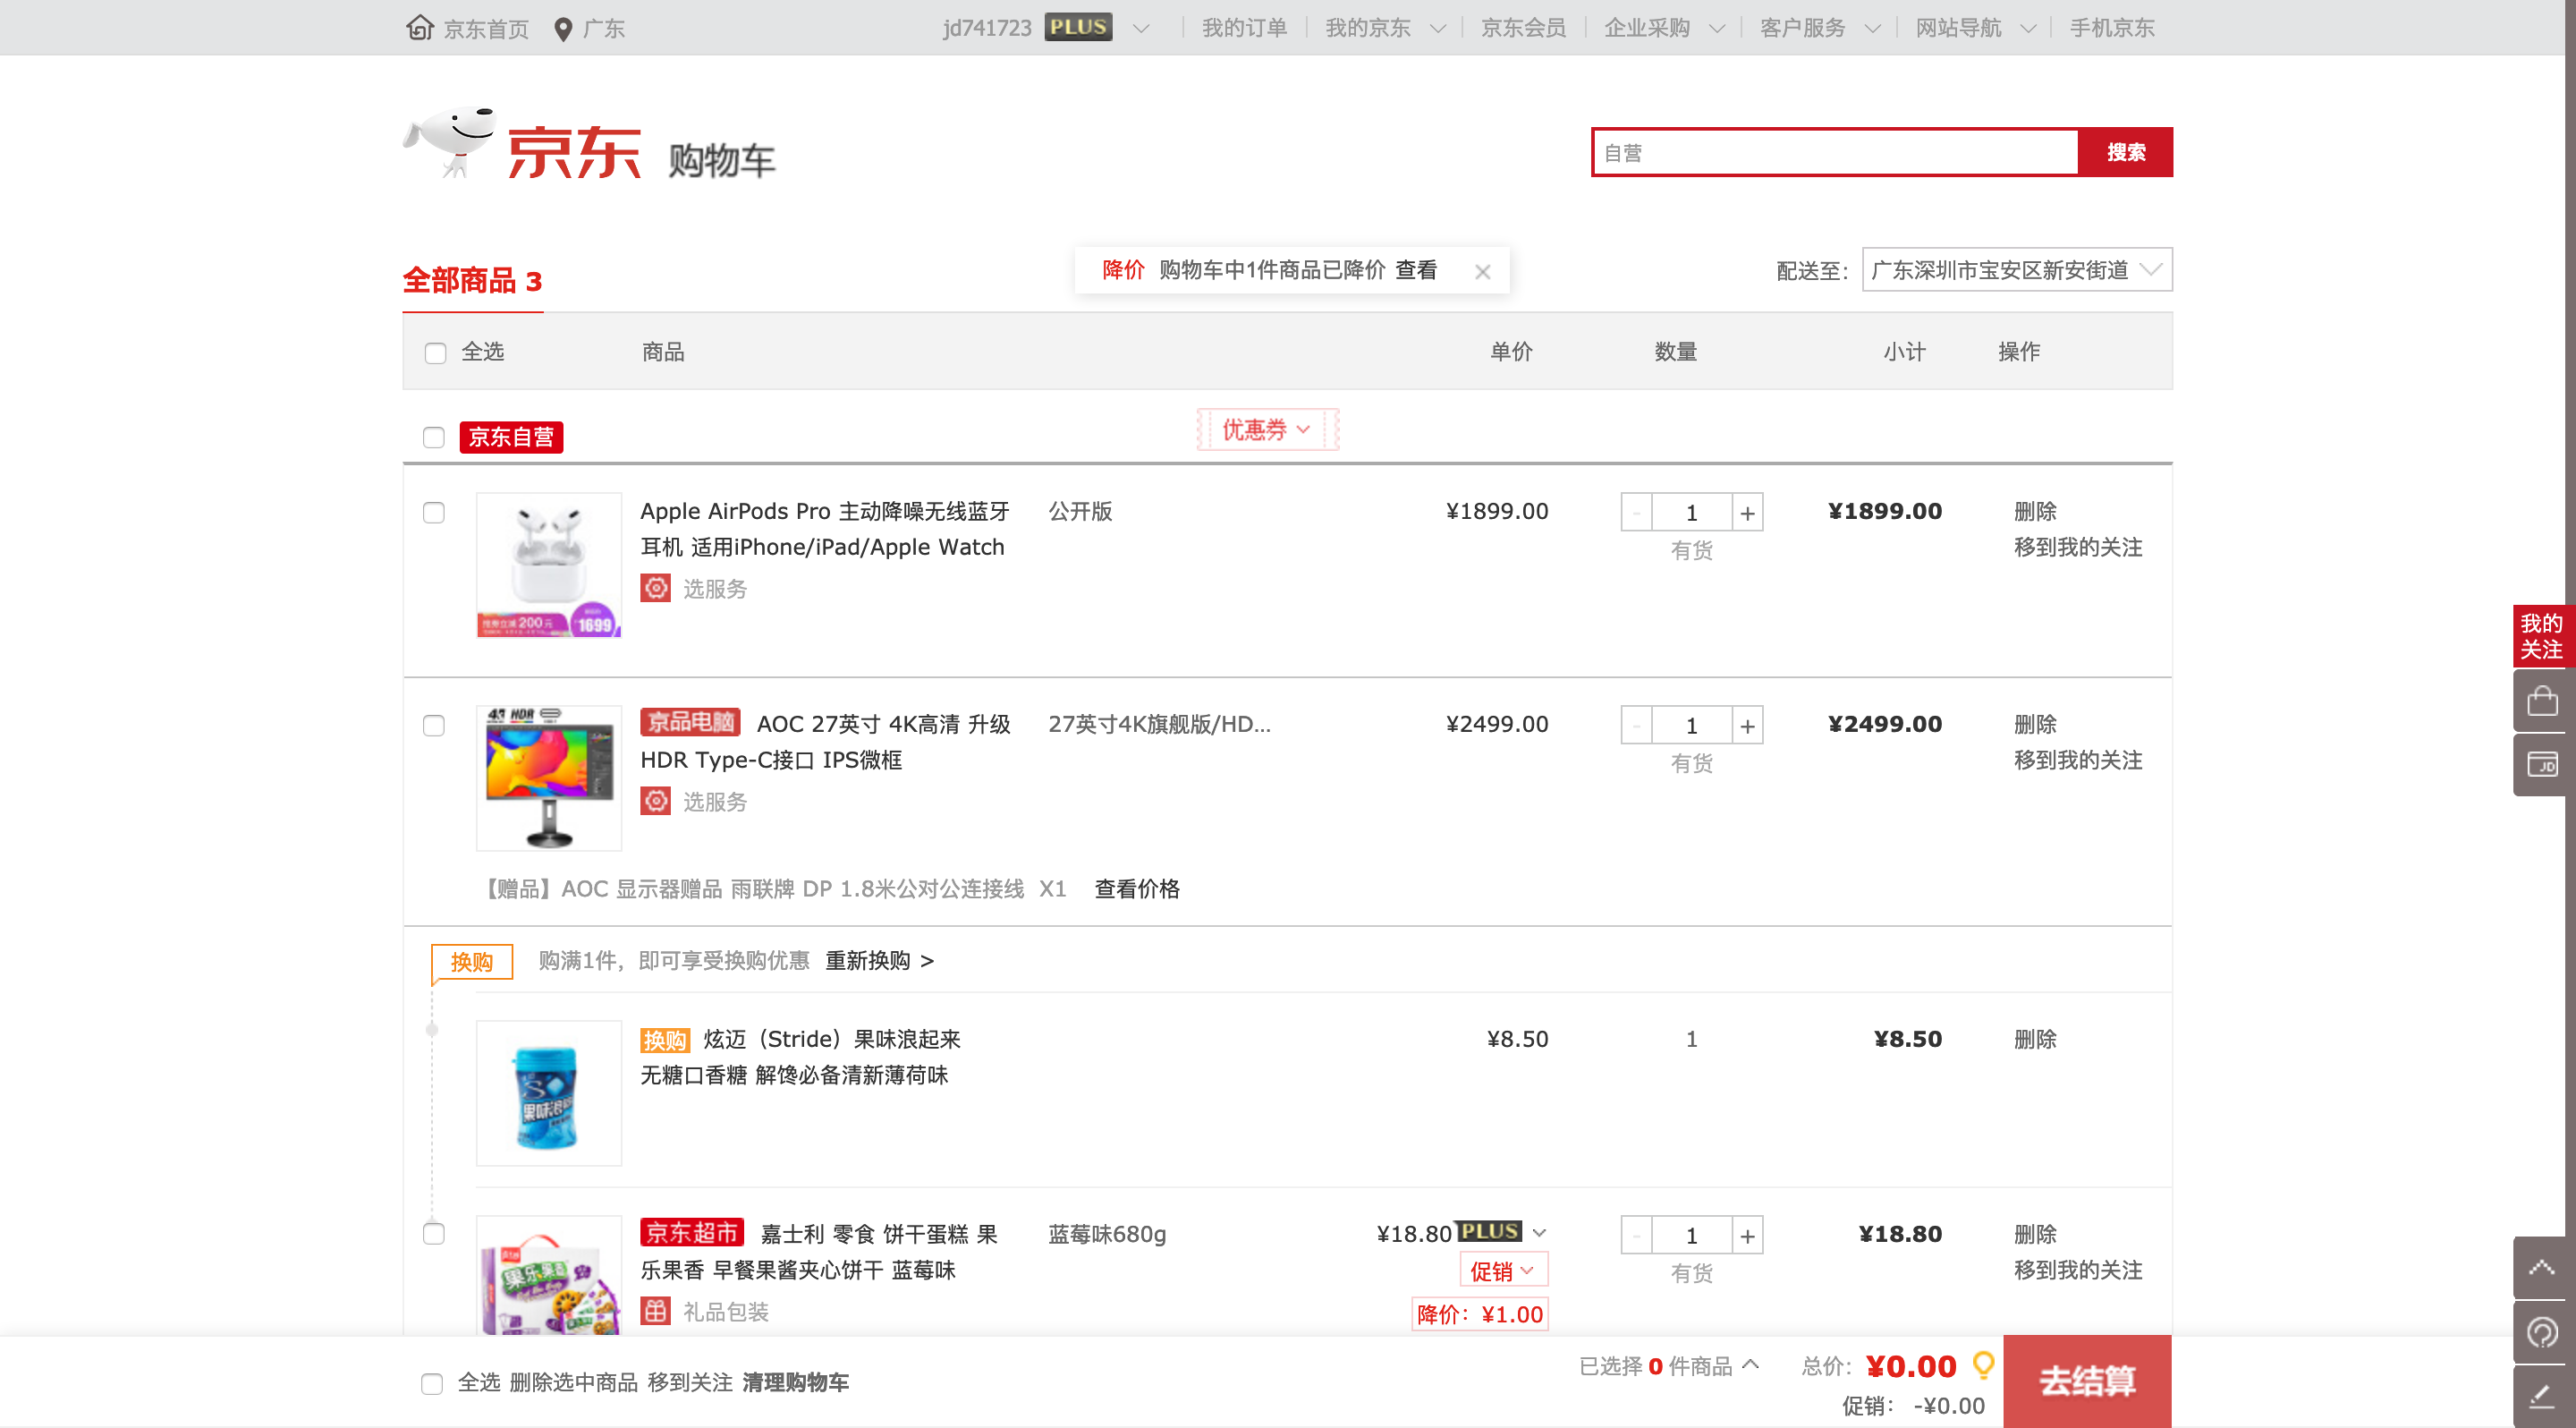 京东首页 广东 jd741723 PLUS 我的订单 我的京东 京东会员 企业采购 客户服务 网站导航 手机京东
京东 购物车
自营 搜索
全部商品 3
降价 购物车中1件商品已降价 查看
配送至： 广东深圳市宝安区新安街道
全选 商品 单价 数量 小计 操作
京东自营 优惠券
Apple AirPods Pro 主动降噪无线蓝牙 公开版 ¥1899.00 - 1 + ¥1899.00 删除
耳机 适用iPhone/iPad/Apple Watch 有货 移到我的关注
选服务
200元 1699
我的
关注
4K HDR
京品电脑 AOC 27英寸 4K高清 升级 27英寸4K旗舰版/HD... ¥2499.00 - 1 + ¥2499.00 删除
HDR Type-C接口 IPS微框 有货 移到我的关注
选服务
JD
【赠品】AOC 显示器赠品 雨联牌 DP 1.8米公对公连接线 X1 查看价格
换购 购满1件，即可享受换购优惠 重新换购 >
换购 炫迈（Stride）果味浪起来 ¥8.50 1 ¥8.50 删除
无糖口香糖 解馋必备清新薄荷味
京东超市 嘉士利 零食 饼干蛋糕 果 蓝莓味680g ¥18.80 PLUS - 1 + ¥18.80 删除
乐果香 早餐果酱夹心饼干 蓝莓味 促销 有货 移到我的关注
礼品包装 降价：¥1.00
果乐果香
全选 删除选中商品 移到关注 清理购物车 已选择 0 件商品 总价： ¥0.00 去结算
促销： -¥0.00